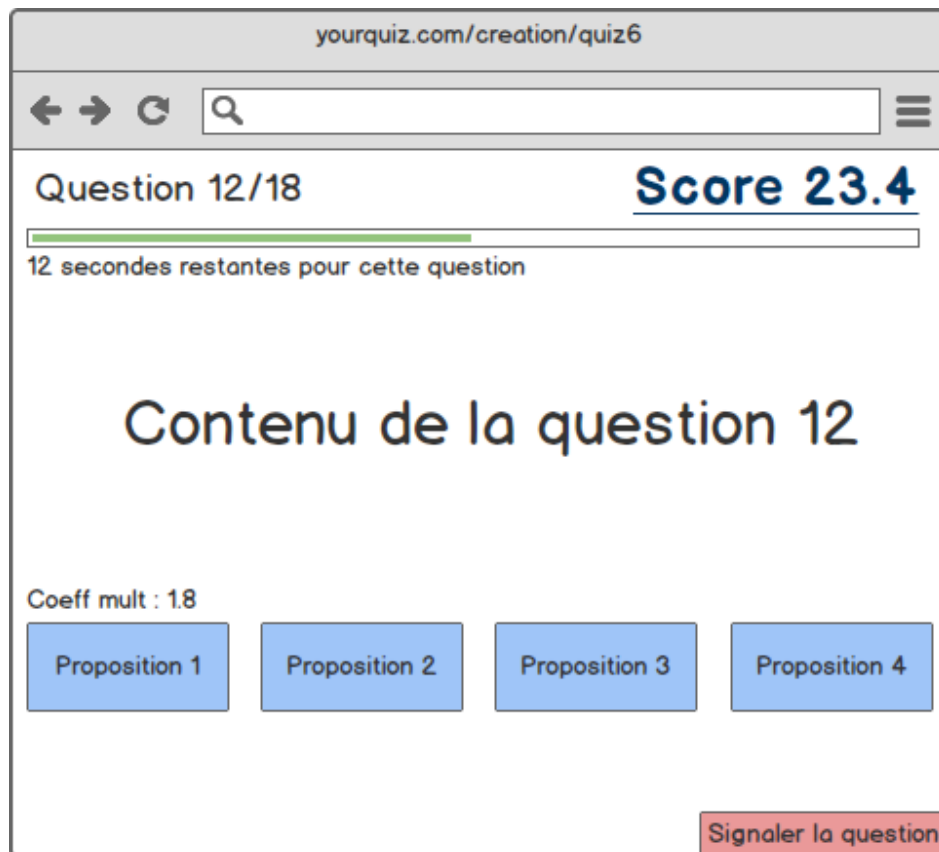 yourquiz.com/creation/quiz6
Question 12/18
Score 23.4
12 secondes restantes pour cette question
Contenu de la question 12
Coeff mult : 1.8
Proposition 1
Proposition 2
Proposition 3
Proposition 4
Signaler la question